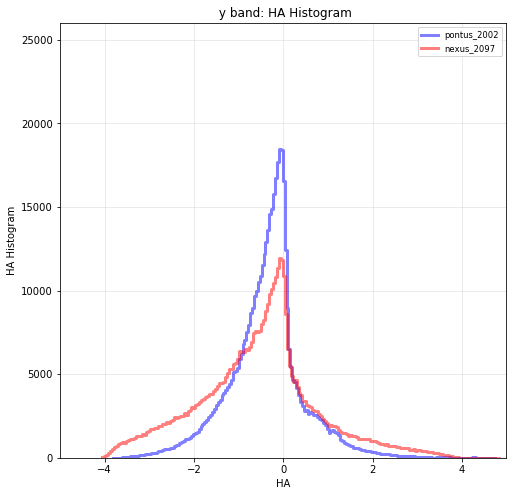 y band: HA Histogram
pontus_2002
nexus_2097
HA Histogram
25000
20000
15000
10000
5000
0
−4 −2 0 2 4
HA